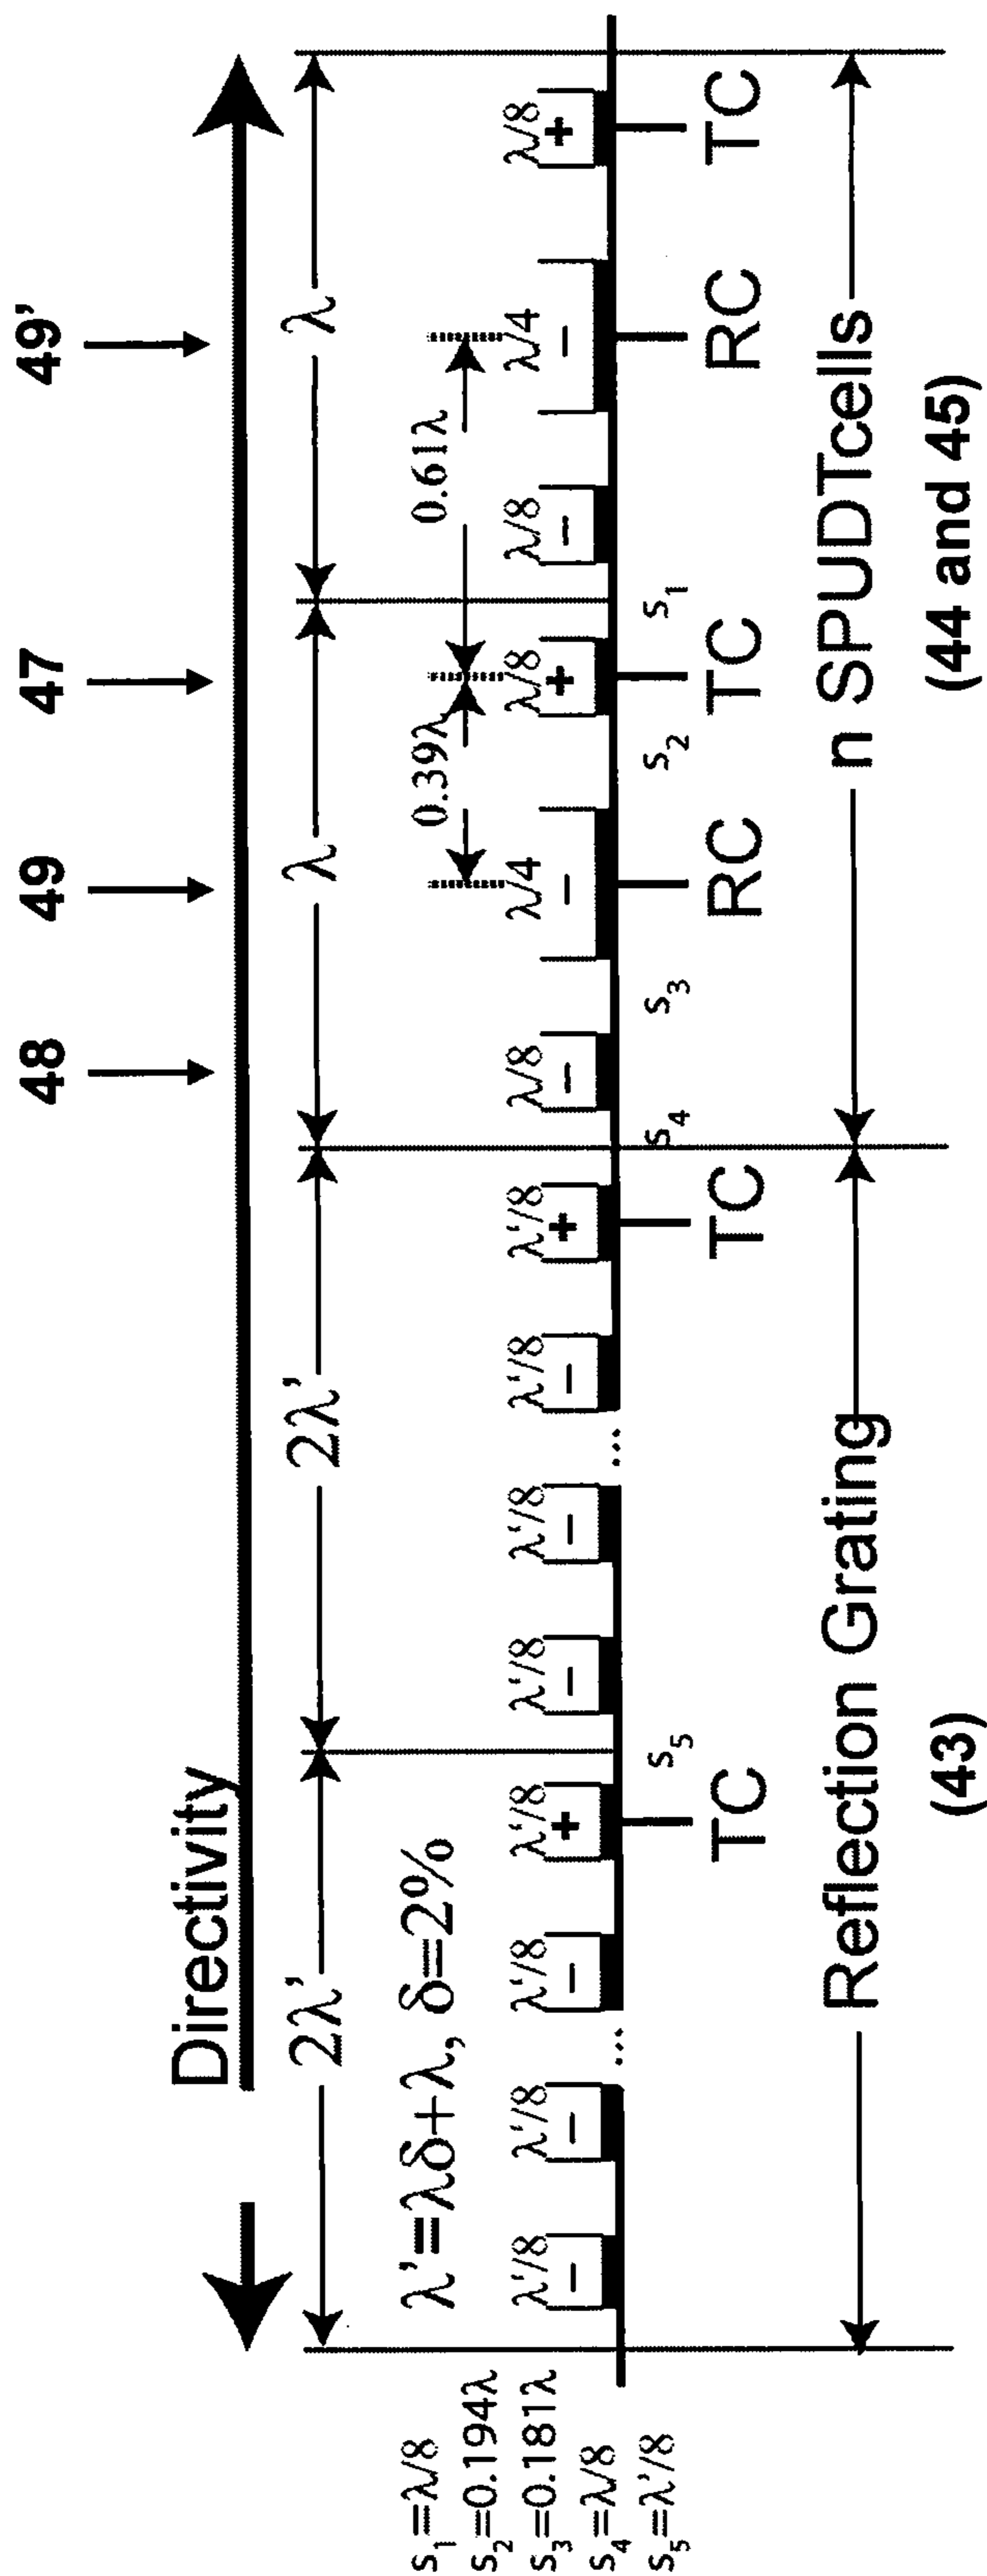 49'
47
49
48
Directivity
2λ'
2λ'
λ
λ
λ'=λδ+λ, δ=2%
0.39λ
0.61λ
λ'/8
λ'/8
λ'/8
λ'/8
λ'/8
λ'/8
λ'/8
λ'/8
λ/8
λ/4
λ/8
λ/8
λ/4
λ/8
−
−
...
−
+
−
−
...
−
+
−
−
+
−
−
+
s₅
s₄
s₃
s₂
s₁
TC
TC
RC
TC
RC
TC
s₁=λ/8
s₂=0.194λ
s₃=0.181λ
s₄=λ/8
s₅=λ'/8
Reflection Grating
(43)
n SPUDTcells
(44 and 45)